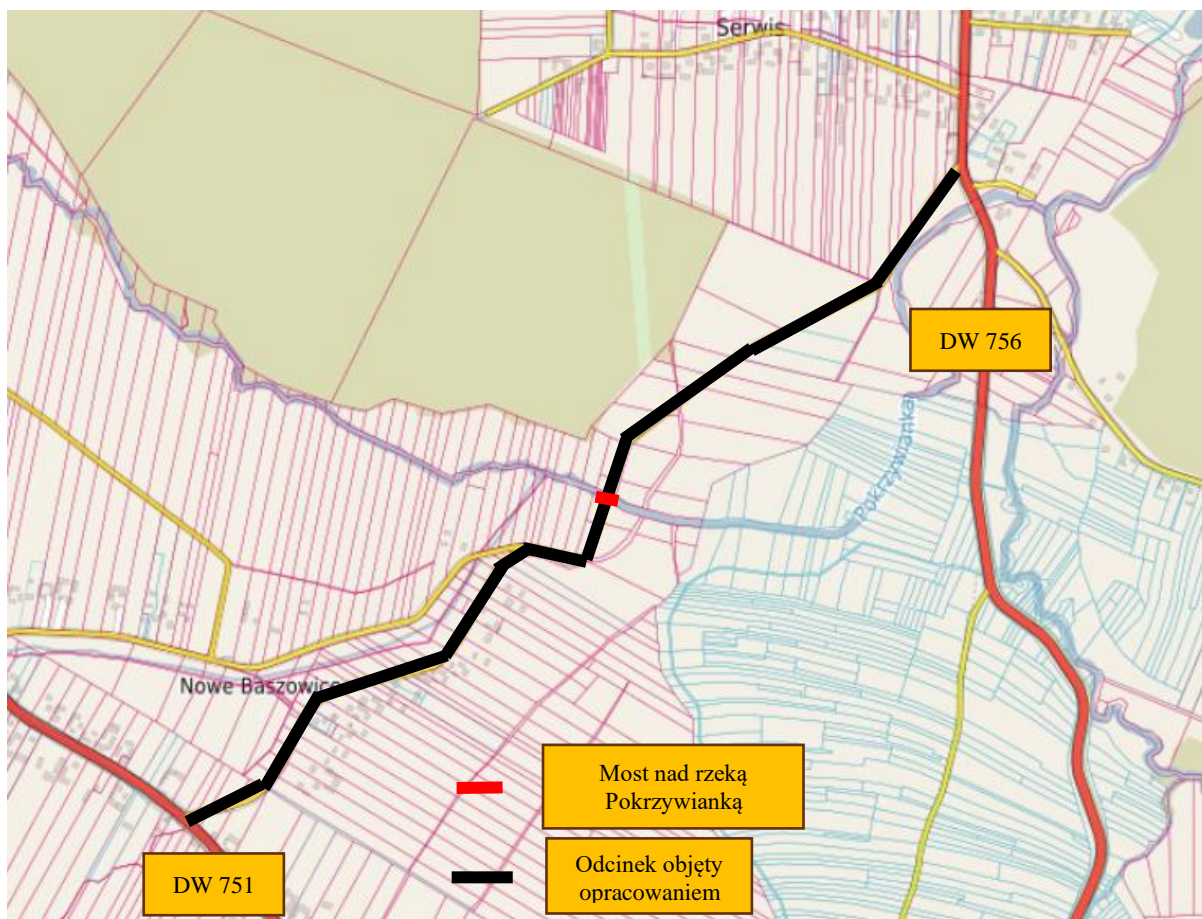 Serwis
DW 756
Pokrzywianka
Nowe Baszowice
Most nad rzeką
Pokrzywianką
Odcinek objęty
opracowaniem
DW 751